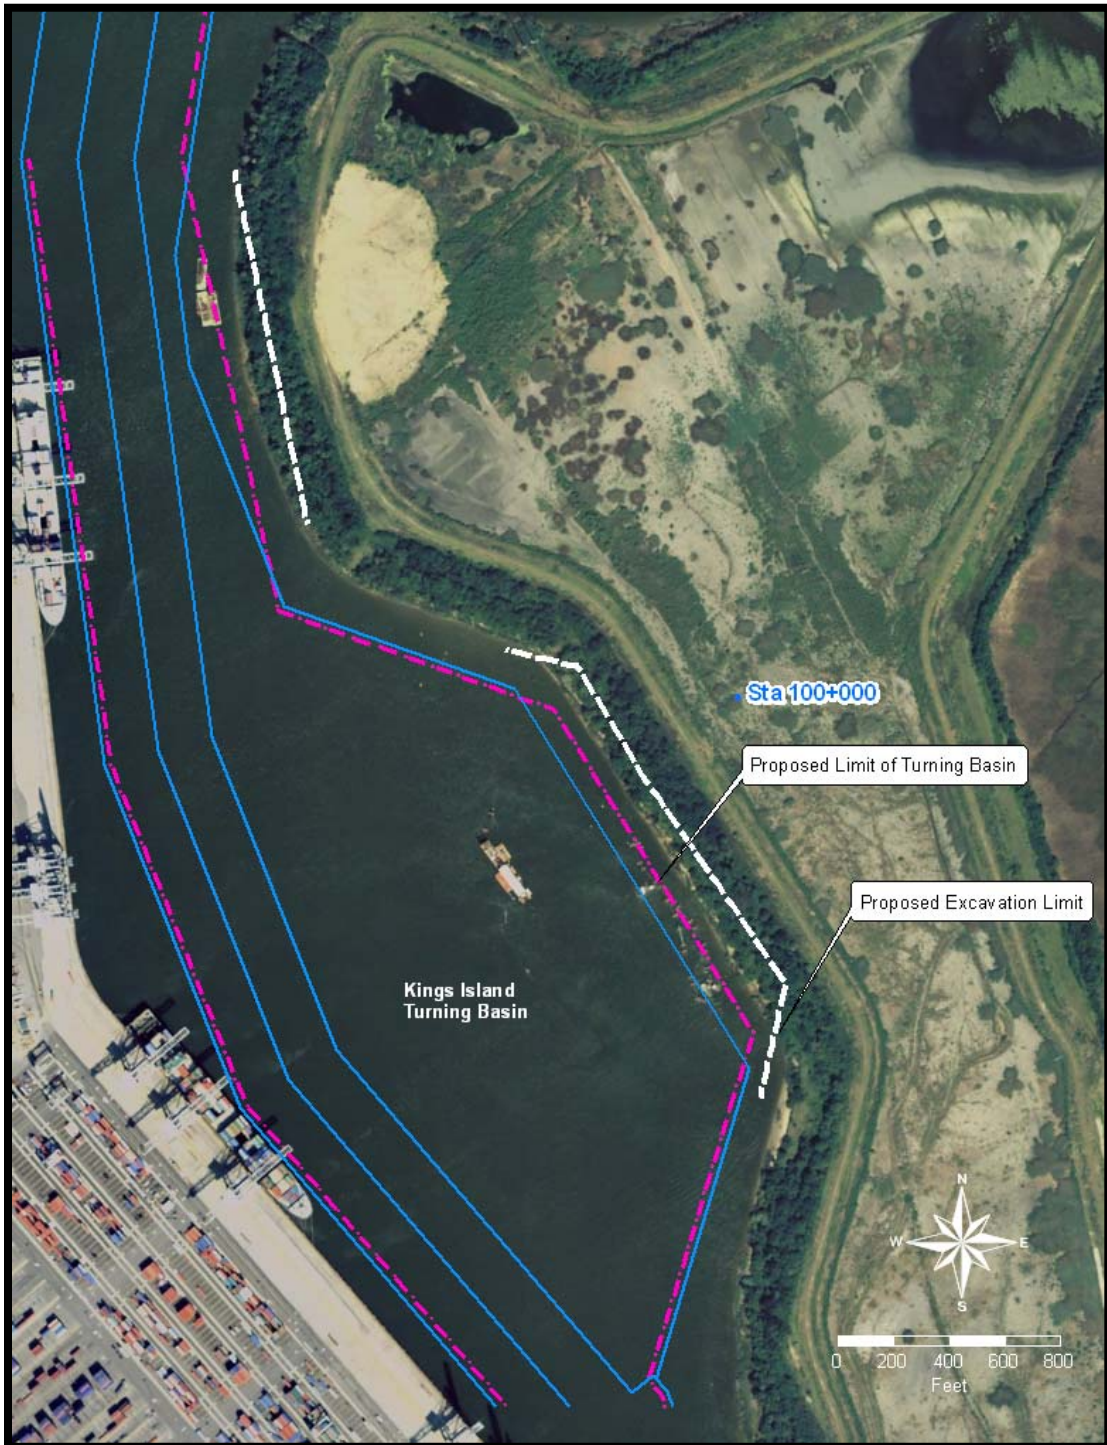 Sta 100+000
Proposed Limit of Turning Basin
Proposed Excavation Limit
Kings Island
Turning Basin
N
W E
S
0 200 400 600 800
Feet